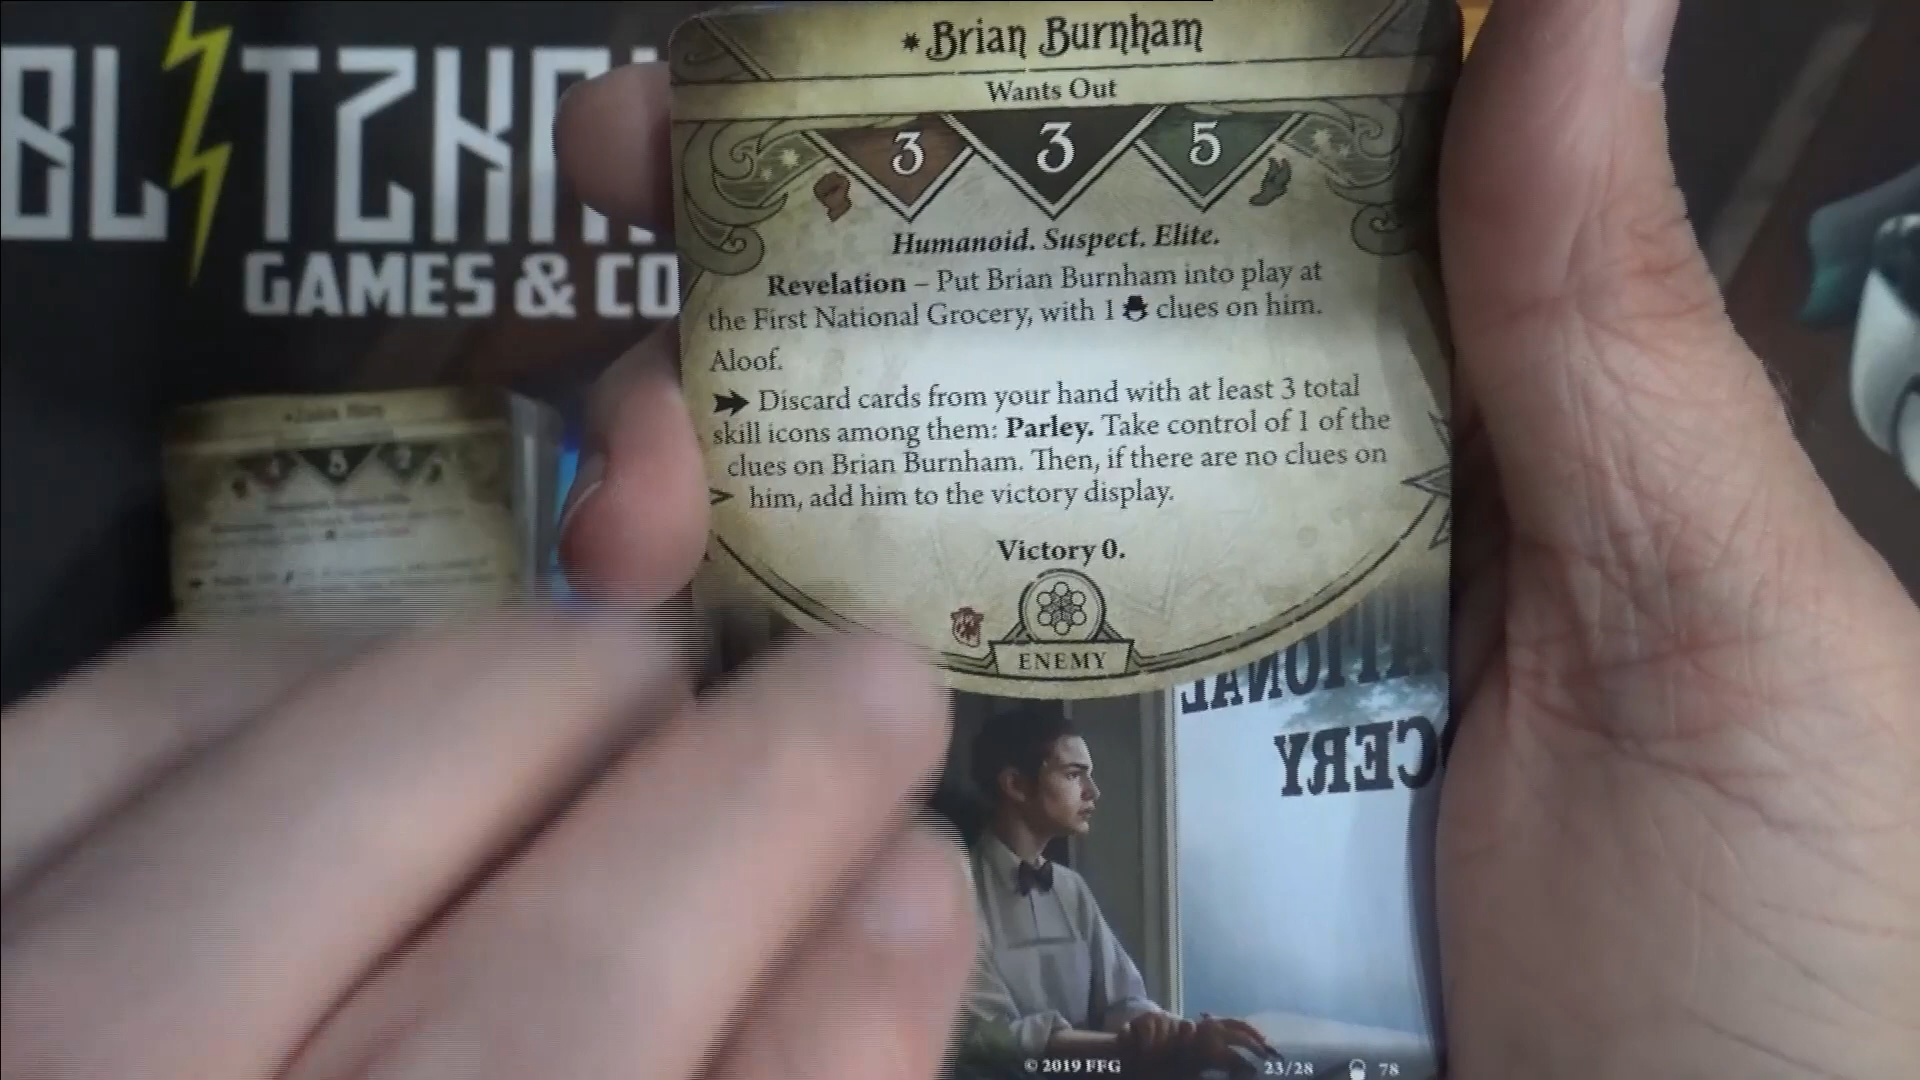 BLITZKR
GAMES & CO
Brian Burnham
Wants Out
3 3 5
Humanoid. Suspect. Elite.
Revelation – Put Brian Burnham into play at
the First National Grocery, with 1 clues on him.
Aloof.
Discard cards from your hand with at least 3 total
skill icons among them: Parley. Take control of 1 of the
clues on Brian Burnham. Then, if there are no clues on
him, add him to the victory display.
Victory 0.
ENEMY
TIONAL
CERY
© 2019 FFG 23/28 78